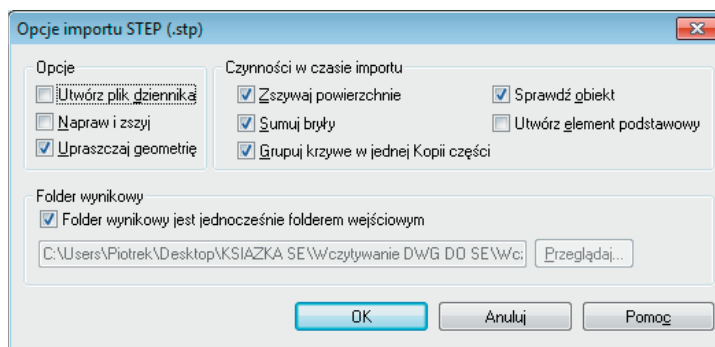 Opcje importu STEP (.stp)
Opcje
Utwórz plik dziennika
Napraw i zszyj
Upraszczaj geometrię
Czynności w czasie importu
Zszywaj powierzchnie
Sprawdź obiekt
Sumuj bryły
Utwórz element podstawowy
Grupuj krzywe w jednej Kopii części
Folder wynikowy
Folder wynikowy jest jednocześnie folderem wejściowym
C:\Users\Piotrek\Desktop\KSIAZKA SE\Wczytywanie DWG DO SE\Wc:
Przeglądaj...
OK
Anuluj
Pomoc